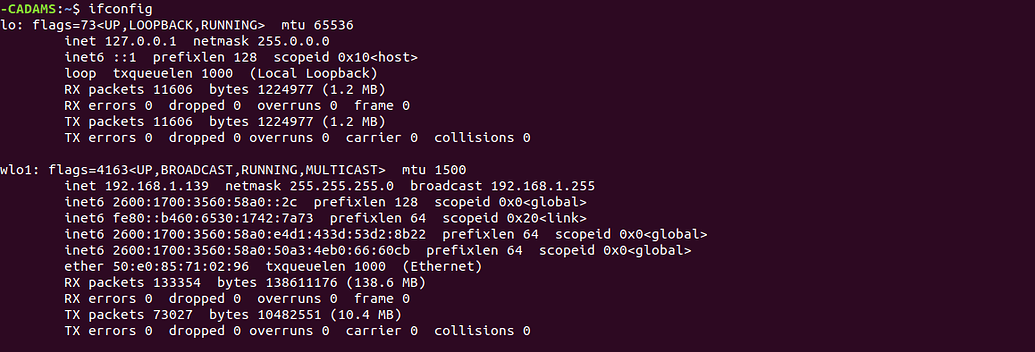 -CADAMS:~$ ifconfig
lo: flags=73<UP,LOOPBACK,RUNNING>  mtu 65536
        inet 127.0.0.1  netmask 255.0.0.0
        inet6 ::1  prefixlen 128  scopeid 0x10<host>
        loop  txqueuelen 1000  (Local Loopback)
        RX packets 11606  bytes 1224977 (1.2 MB)
        RX errors 0  dropped 0  overruns 0  frame 0
        TX packets 11606  bytes 1224977 (1.2 MB)
        TX errors 0  dropped 0 overruns 0  carrier 0  collisions 0

wlo1: flags=4163<UP,BROADCAST,RUNNING,MULTICAST>  mtu 1500
        inet 192.168.1.139  netmask 255.255.255.0  broadcast 192.168.1.255
        inet6 2600:1700:3560:58a0::2c  prefixlen 128  scopeid 0x0<global>
        inet6 fe80::b460:6530:1742:7a73  prefixlen 64  scopeid 0x20<link>
        inet6 2600:1700:3560:58a0:e4d1:433d:53d2:8b22  prefixlen 64  scopeid 0x0<global>
        inet6 2600:1700:3560:58a0:50a3:4eb0:66:60cb  prefixlen 64  scopeid 0x0<global>
        ether 50:e0:85:71:02:96  txqueuelen 1000  (Ethernet)
        RX packets 133354  bytes 138611176 (138.6 MB)
        RX errors 0  dropped 0  overruns 0  frame 0
        TX packets 73027  bytes 10482551 (10.4 MB)
        TX errors 0  dropped 0 overruns 0  carrier 0  collisions 0